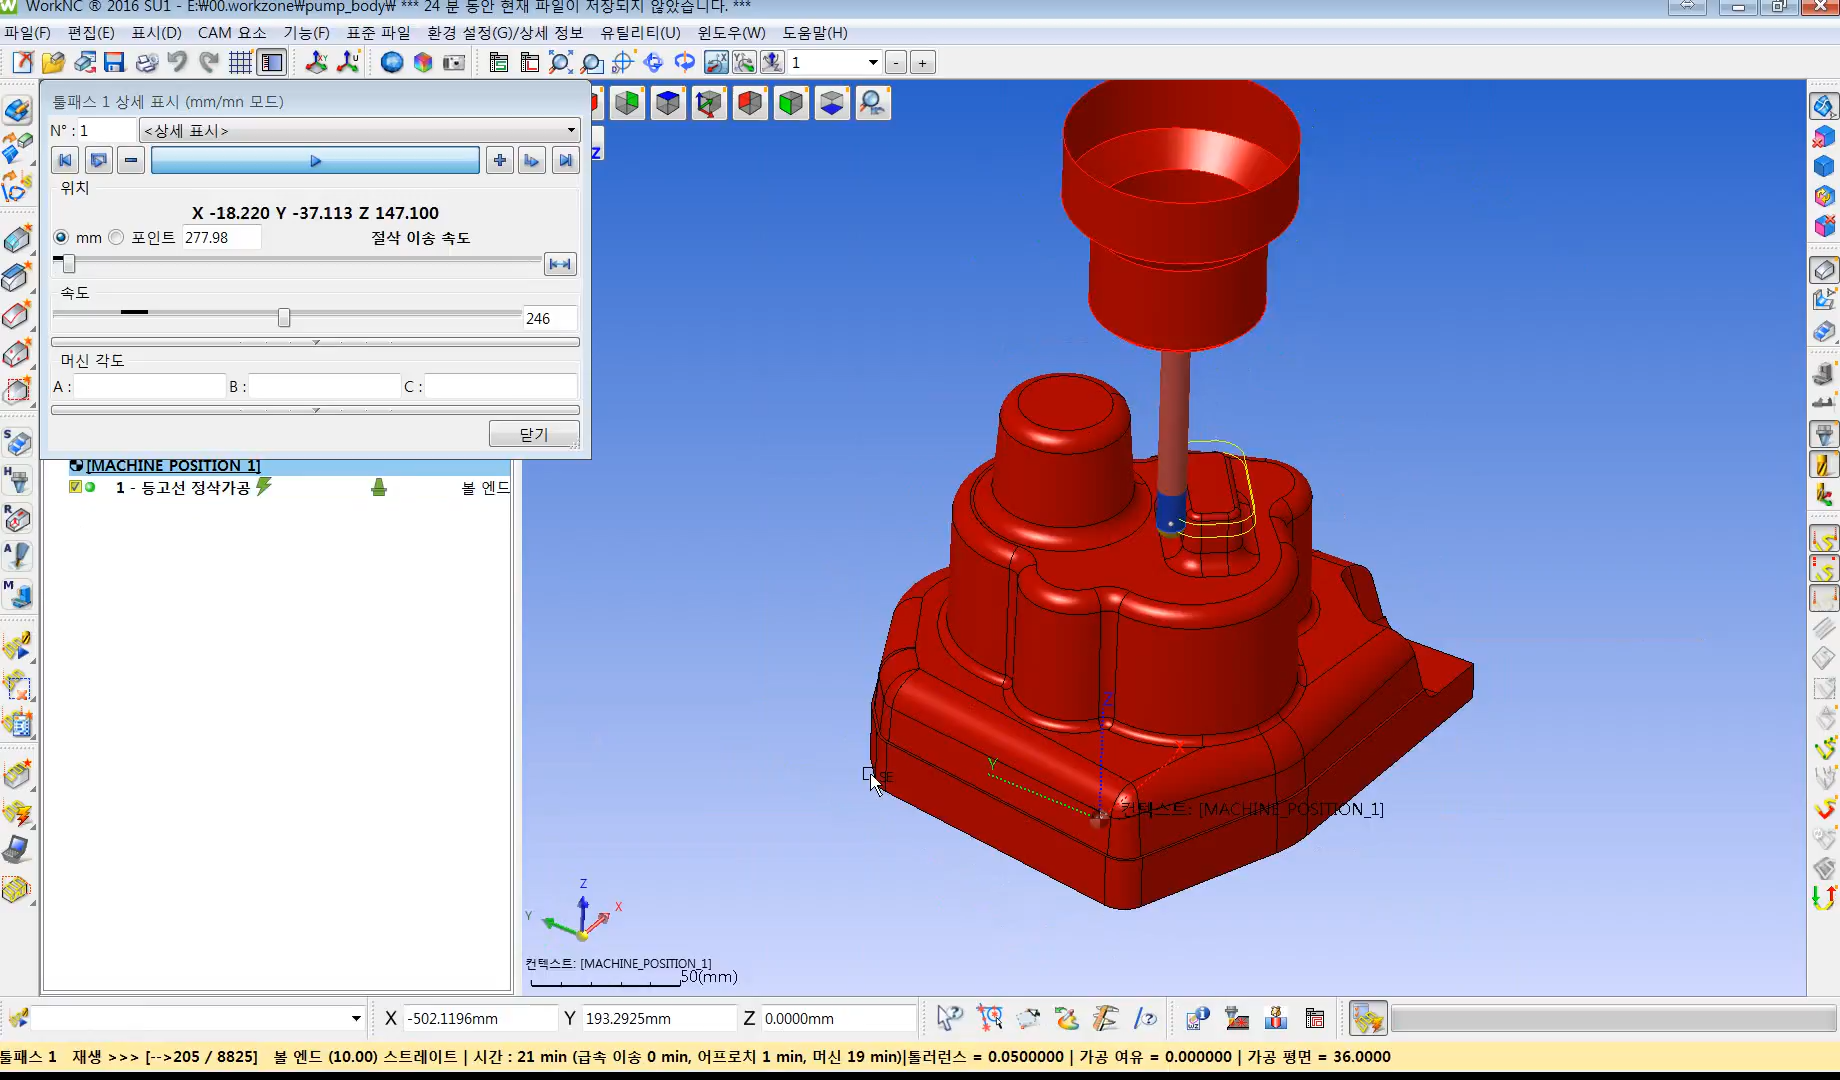 WorkNC ® 2016 SU1 - E:₩00.workzone₩pump_body₩ *** 24 분 동안 현재 파일이 저장되지 않았습니다. ***
파일(F) 편집(E) 표시(D) CAM 요소 기능(F) 표준 파일 환경 설정(G)/상세 정보 유틸리티(U) 윈도우(W) 도움말(H)
1
툴패스 1 상세 표시 (mm/mn 모드)
N° : 1 <상세 표시>
위치
X -18.220 Y -37.113 Z 147.100
mm 포인트 277.98 절삭 이송 속도
속도
246
머신 각도
A : B : C :
닫기
[MACHINE_POSITION_1]
1 - 등고선 정삭가공 볼 엔드
Z
Y
X
컨텍스트: [MACHINE_POSITION_1]
Z
Y
X
컨텍스트: [MACHINE_POSITION_1]
50(mm)
X -502.1196mm Y 193.2925mm Z 0.0000mm
툴패스 1 재생 >>> [-->205 / 8825] 볼 엔드 (10.00) 스트레이트 | 시간 : 21 min (급속 이송 0 min, 어프로치 1 min, 머신 19 min)|톨러런스 = 0.0500000 | 가공 여유 = 0.000000 | 가공 평면 = 36.0000